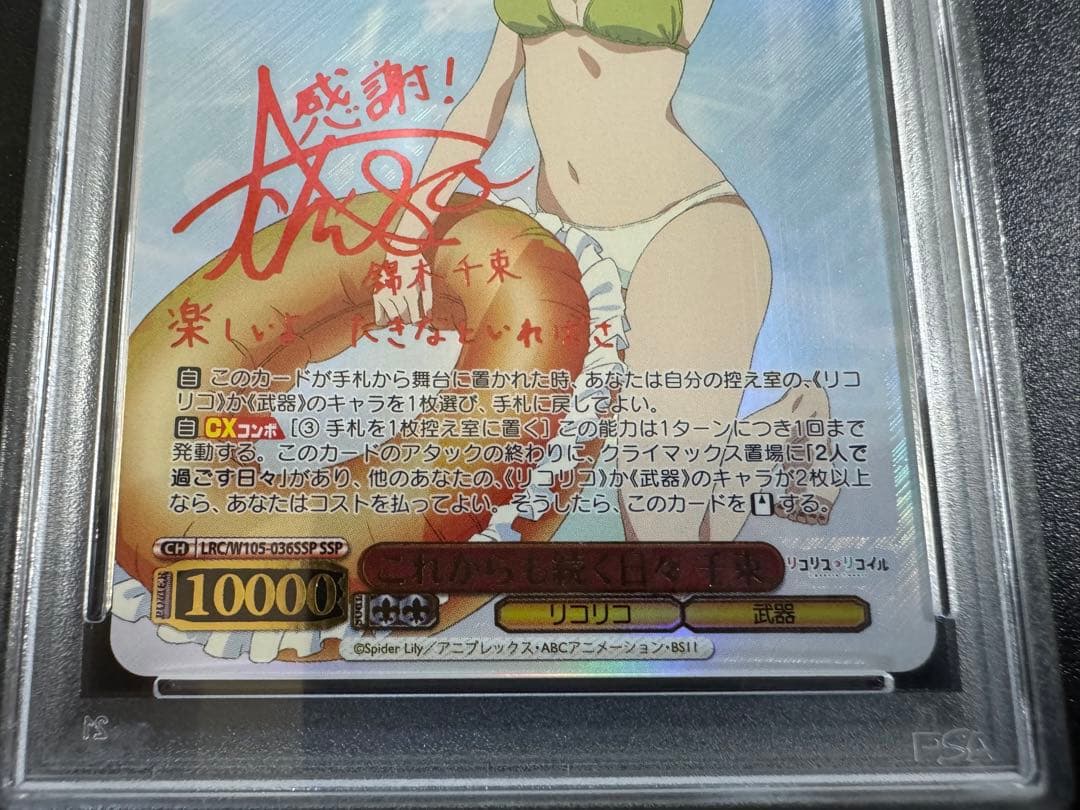 感謝!
錦木千束
楽しいよ たきなといればさ
自 このカードが手札から舞台に置かれた時、あなたは自分の控え室の、《リコ
リコ》か《武器》のキャラを1枚選び、手札に戻してよい。
自 CXコンボ [③ 手札を1枚控え室に置く] この能力は1ターンにつき1回まで
発動する。このカードのアタックの終わりに、クライマックス置場に「2人で
過ごす日々」があり、他のあなたの、《リコリコ》か《武器》のキャラが2枚以上
なら、あなたはコストを払ってよい。そうしたら、このカードを する。
CH LRC/W105-036SSP SSP
これからも続く日々 千束
リコリス・リコイル
POWER 10000
SOUL
リコリコ 武器
©Spider Lily／アニプレックス・ABCアニメーション・BS11
21
PSA